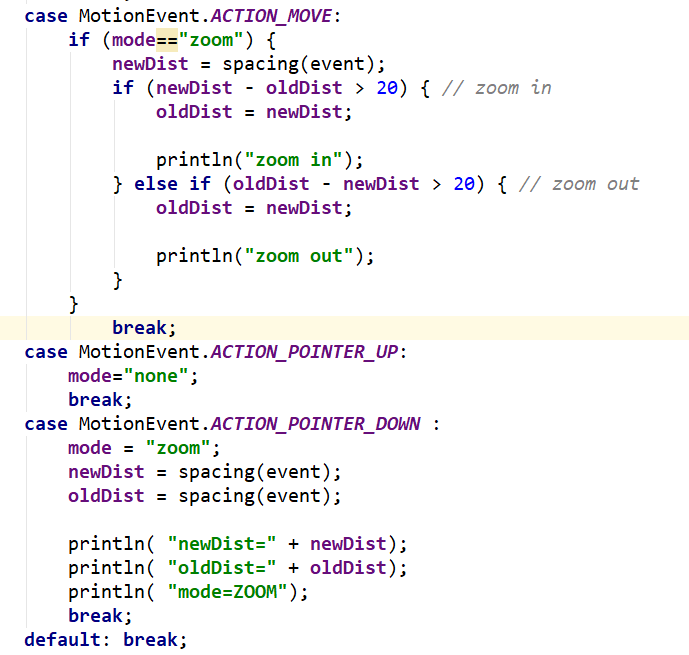 case MotionEvent.ACTION_MOVE:
if (mode=="zoom") {
newDist = spacing(event);
if (newDist - oldDist > 20) { // zoom in
oldDist = newDist;
println("zoom in");
} else if (oldDist - newDist > 20) { // zoom out
oldDist = newDist;
println("zoom out");
}
}
break;
case MotionEvent.ACTION_POINTER_UP:
mode="none";
break;
case MotionEvent.ACTION_POINTER_DOWN :
mode = "zoom";
newDist = spacing(event);
oldDist = spacing(event);
println( "newDist=" + newDist);
println( "oldDist=" + oldDist);
println( "mode=ZOOM");
break;
default: break;